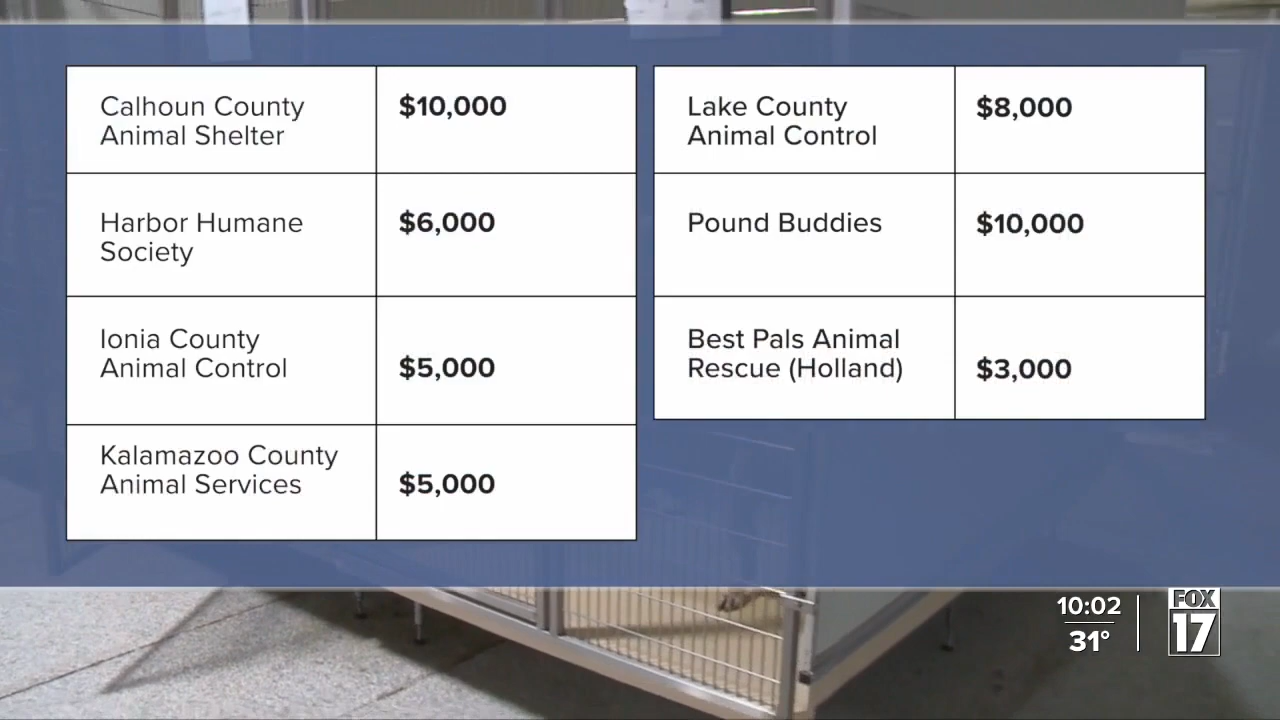 Calhoun County
Animal Shelter
$10,000
Harbor Humane
Society
$6,000
Ionia County
Animal Control
$5,000
Kalamazoo County
Animal Services
$5,000
Lake County
Animal Control
$8,000
Pound Buddies
$10,000
Best Pals Animal
Rescue (Holland)
$3,000
10:02
31°
FOX
17